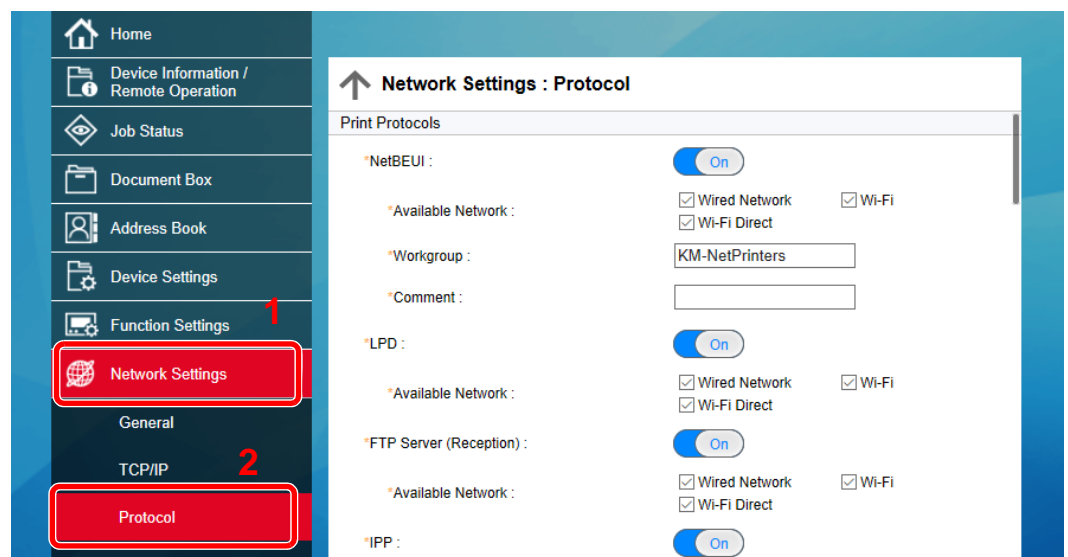 Home
Device Information /
Remote Operation
Job Status
Document Box
Address Book
Device Settings
1
Function Settings
Network Settings
General
TCP/IP
2
Protocol
Network Settings : Protocol
Print Protocols
*NetBEUI :
On
*Available Network :
Wired Network
Wi-Fi
Wi-Fi Direct
*Workgroup :
KM-NetPrinters
*Comment :
*LPD :
On
*Available Network :
Wired Network
Wi-Fi
Wi-Fi Direct
*FTP Server (Reception) :
On
*Available Network :
Wired Network
Wi-Fi
Wi-Fi Direct
*IPP :
On